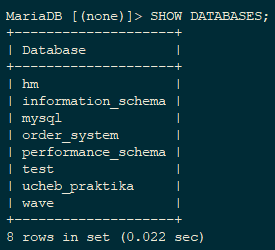 MariaDB [(none)]> SHOW DATABASES;
+--------------------+
| Database           |
+--------------------+
| hm                 |
| information_schema |
| mysql              |
| order_system       |
| performance_schema |
| test               |
| ucheb_praktika     |
| wave               |
+--------------------+
8 rows in set (0.022 sec)